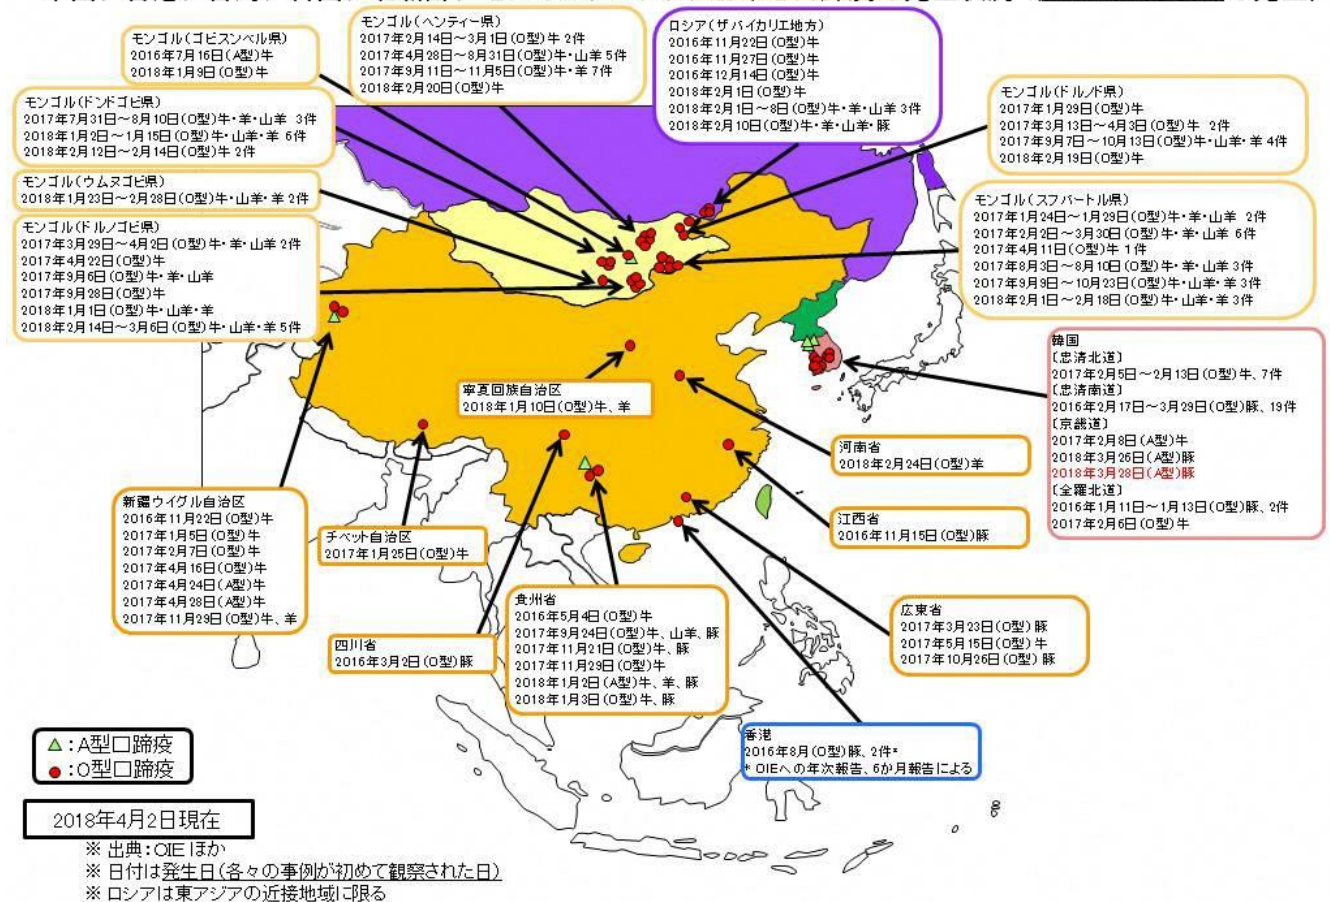 モンゴル(ゴビスンベル県)
2016年7月16日(A型)牛
2018年1月9日(O型)牛
モンゴル(ヘンティー県)
2017年2月14日～3月1日(O型)牛 2件
2017年4月28日～8月31日(O型)牛・山羊 5件
2017年9月11日～11月5日(O型)牛・羊 7件
2018年2月20日(O型)牛
ロシア(ザバイカリエ地方)
2016年11月22日(O型)牛
2016年11月27日(O型)牛
2016年12月14日(O型)牛
2018年2月1日(O型)牛
2018年2月1日～8日(O型)牛・羊・山羊 3件
2018年2月10日(O型)牛・羊・山羊・豚
モンゴル(ドルノド県)
2017年1月29日(O型)牛
2017年3月13日～4月3日(O型)牛 2件
2017年9月7日～10月13日(O型)牛・山羊・羊 4件
2018年2月19日(O型)牛
モンゴル(ドンドゴビ県)
2017年7月31日～8月10日(O型)牛・羊・山羊 3件
2018年1月2日～1月15日(O型)牛・山羊・羊 6件
2018年2月12日～2月14日(O型)牛 2件
モンゴル(ウムヌゴビ県)
2018年1月23日～2月28日(O型)牛・山羊・羊 2件
モンゴル(ドルノゴビ県)
2017年3月29日～4月2日(O型)牛・羊・山羊 2件
2017年4月22日(O型)牛
2017年9月6日(O型)牛・羊・山羊
2017年9月28日(O型)牛
2018年1月1日(O型)牛・山羊・羊
2018年2月14日～3月6日(O型)牛・山羊・羊 5件
モンゴル(スフバートル県)
2017年1月24日～1月29日(O型)牛・羊・山羊 2件
2017年2月2日～3月30日(O型)牛・羊・山羊 6件
2017年4月11日(O型)牛 1件
2017年8月3日～8月10日(O型)牛・羊・山羊 3件
2017年9月9日～10月23日(O型)牛・山羊・羊 3件
2018年2月1日～2月18日(O型)牛・山羊・羊 3件
韓国
〔忠清北道〕
2017年2月5日～2月13日(O型)牛、7件
〔忠清南道〕
2016年2月17日～3月29日(O型)豚、19件
〔京畿道〕
2017年2月8日(A型)牛
2018年3月26日(A型)豚
2018年3月28日(A型)豚
〔全羅北道〕
2016年1月11日～1月13日(O型)豚、2件
2017年2月6日(O型)牛
寧夏回族自治区
2018年1月10日(O型)牛、羊
河南省
2018年2月24日(O型)羊
江西省
2016年11月15日(O型)豚
新疆ウイグル自治区
2016年11月22日(O型)牛
2017年1月5日(O型)牛
2017年2月7日(O型)牛
2017年4月16日(O型)牛
2017年4月24日(A型)牛
2017年4月28日(A型)牛
2017年11月29日(O型)牛、羊
チベット自治区
2017年1月25日(O型)牛
四川省
2016年3月2日(O型)豚
貴州省
2016年5月4日(O型)牛
2017年9月24日(O型)牛、山羊、豚
2017年11月21日(O型)牛、豚
2017年11月29日(O型)牛
2018年1月2日(A型)牛、羊、豚
2018年1月3日(O型)牛、豚
広東省
2017年3月23日(O型)豚
2017年5月15日(O型)牛
2017年10月26日(O型)豚
香港
2016年8月(O型)豚、2件*
* OIEへの年次報告、6か月報告による
△:A型口蹄疫
●:O型口蹄疫
2018年4月2日現在
※ 出典:OIEほか
※ 日付は発生日(各々の事例が初めて観察された日)
※ ロシアは東アジアの近接地域に限る